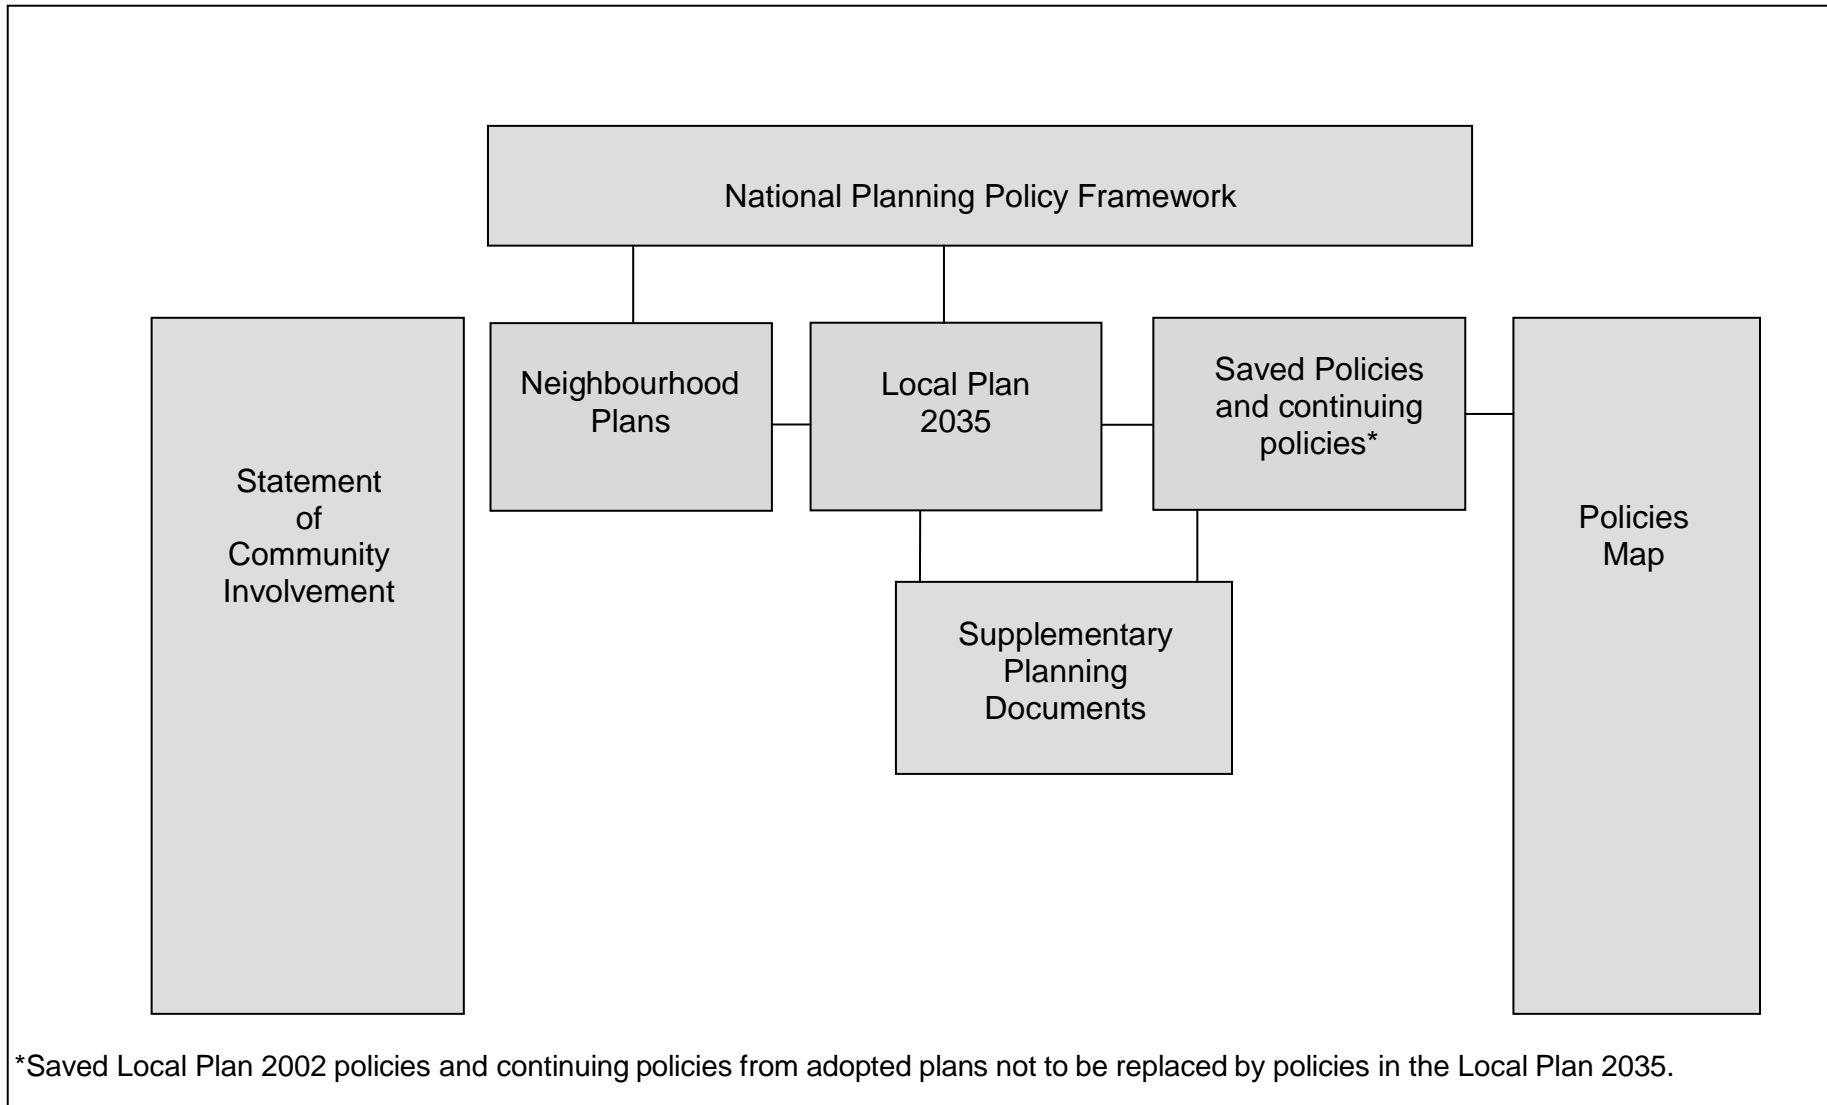 National Planning Policy Framework
Statement
of
Community
Involvement
Neighbourhood
Plans
Local Plan
2035
Saved Policies
and continuing
policies*
Policies
Map
Supplementary
Planning
Documents
*Saved Local Plan 2002 policies and continuing policies from adopted plans not to be replaced by policies in the Local Plan 2035.